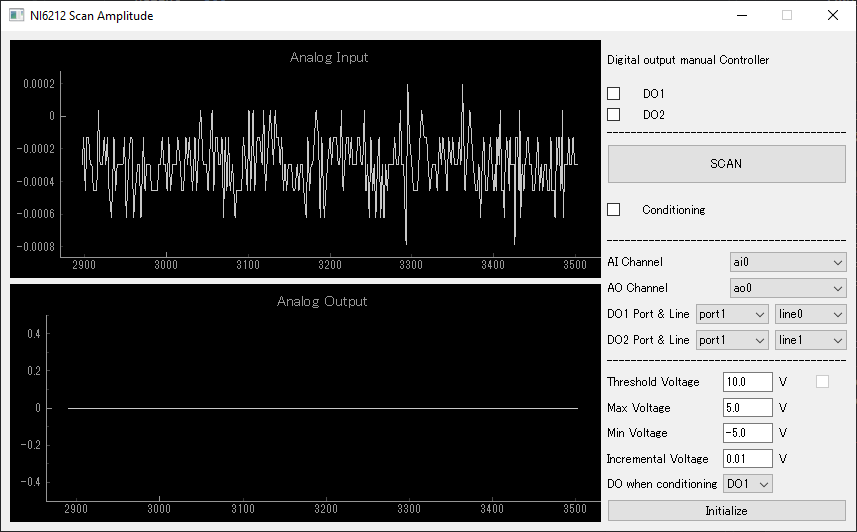 NI6212 Scan Amplitude
Analog Input
0.0002
0
-0.0002
-0.0004
-0.0006
-0.0008
2900 3000 3100 3200 3300 3400 3500
Analog Output
0.4
0.2
0
-0.2
-0.4
2900 3000 3100 3200 3300 3400 3500
Digital output manual Controller
DO1
DO2
SCAN
Conditioning
AI Channel ai0
AO Channel ao0
DO1 Port & Line port1 line0
DO2 Port & Line port1 line1
Threshold Voltage 10.0 V
Max Voltage 5.0 V
Min Voltage -5.0 V
Incremental Voltage 0.01 V
DO when conditioning DO1
Initialize